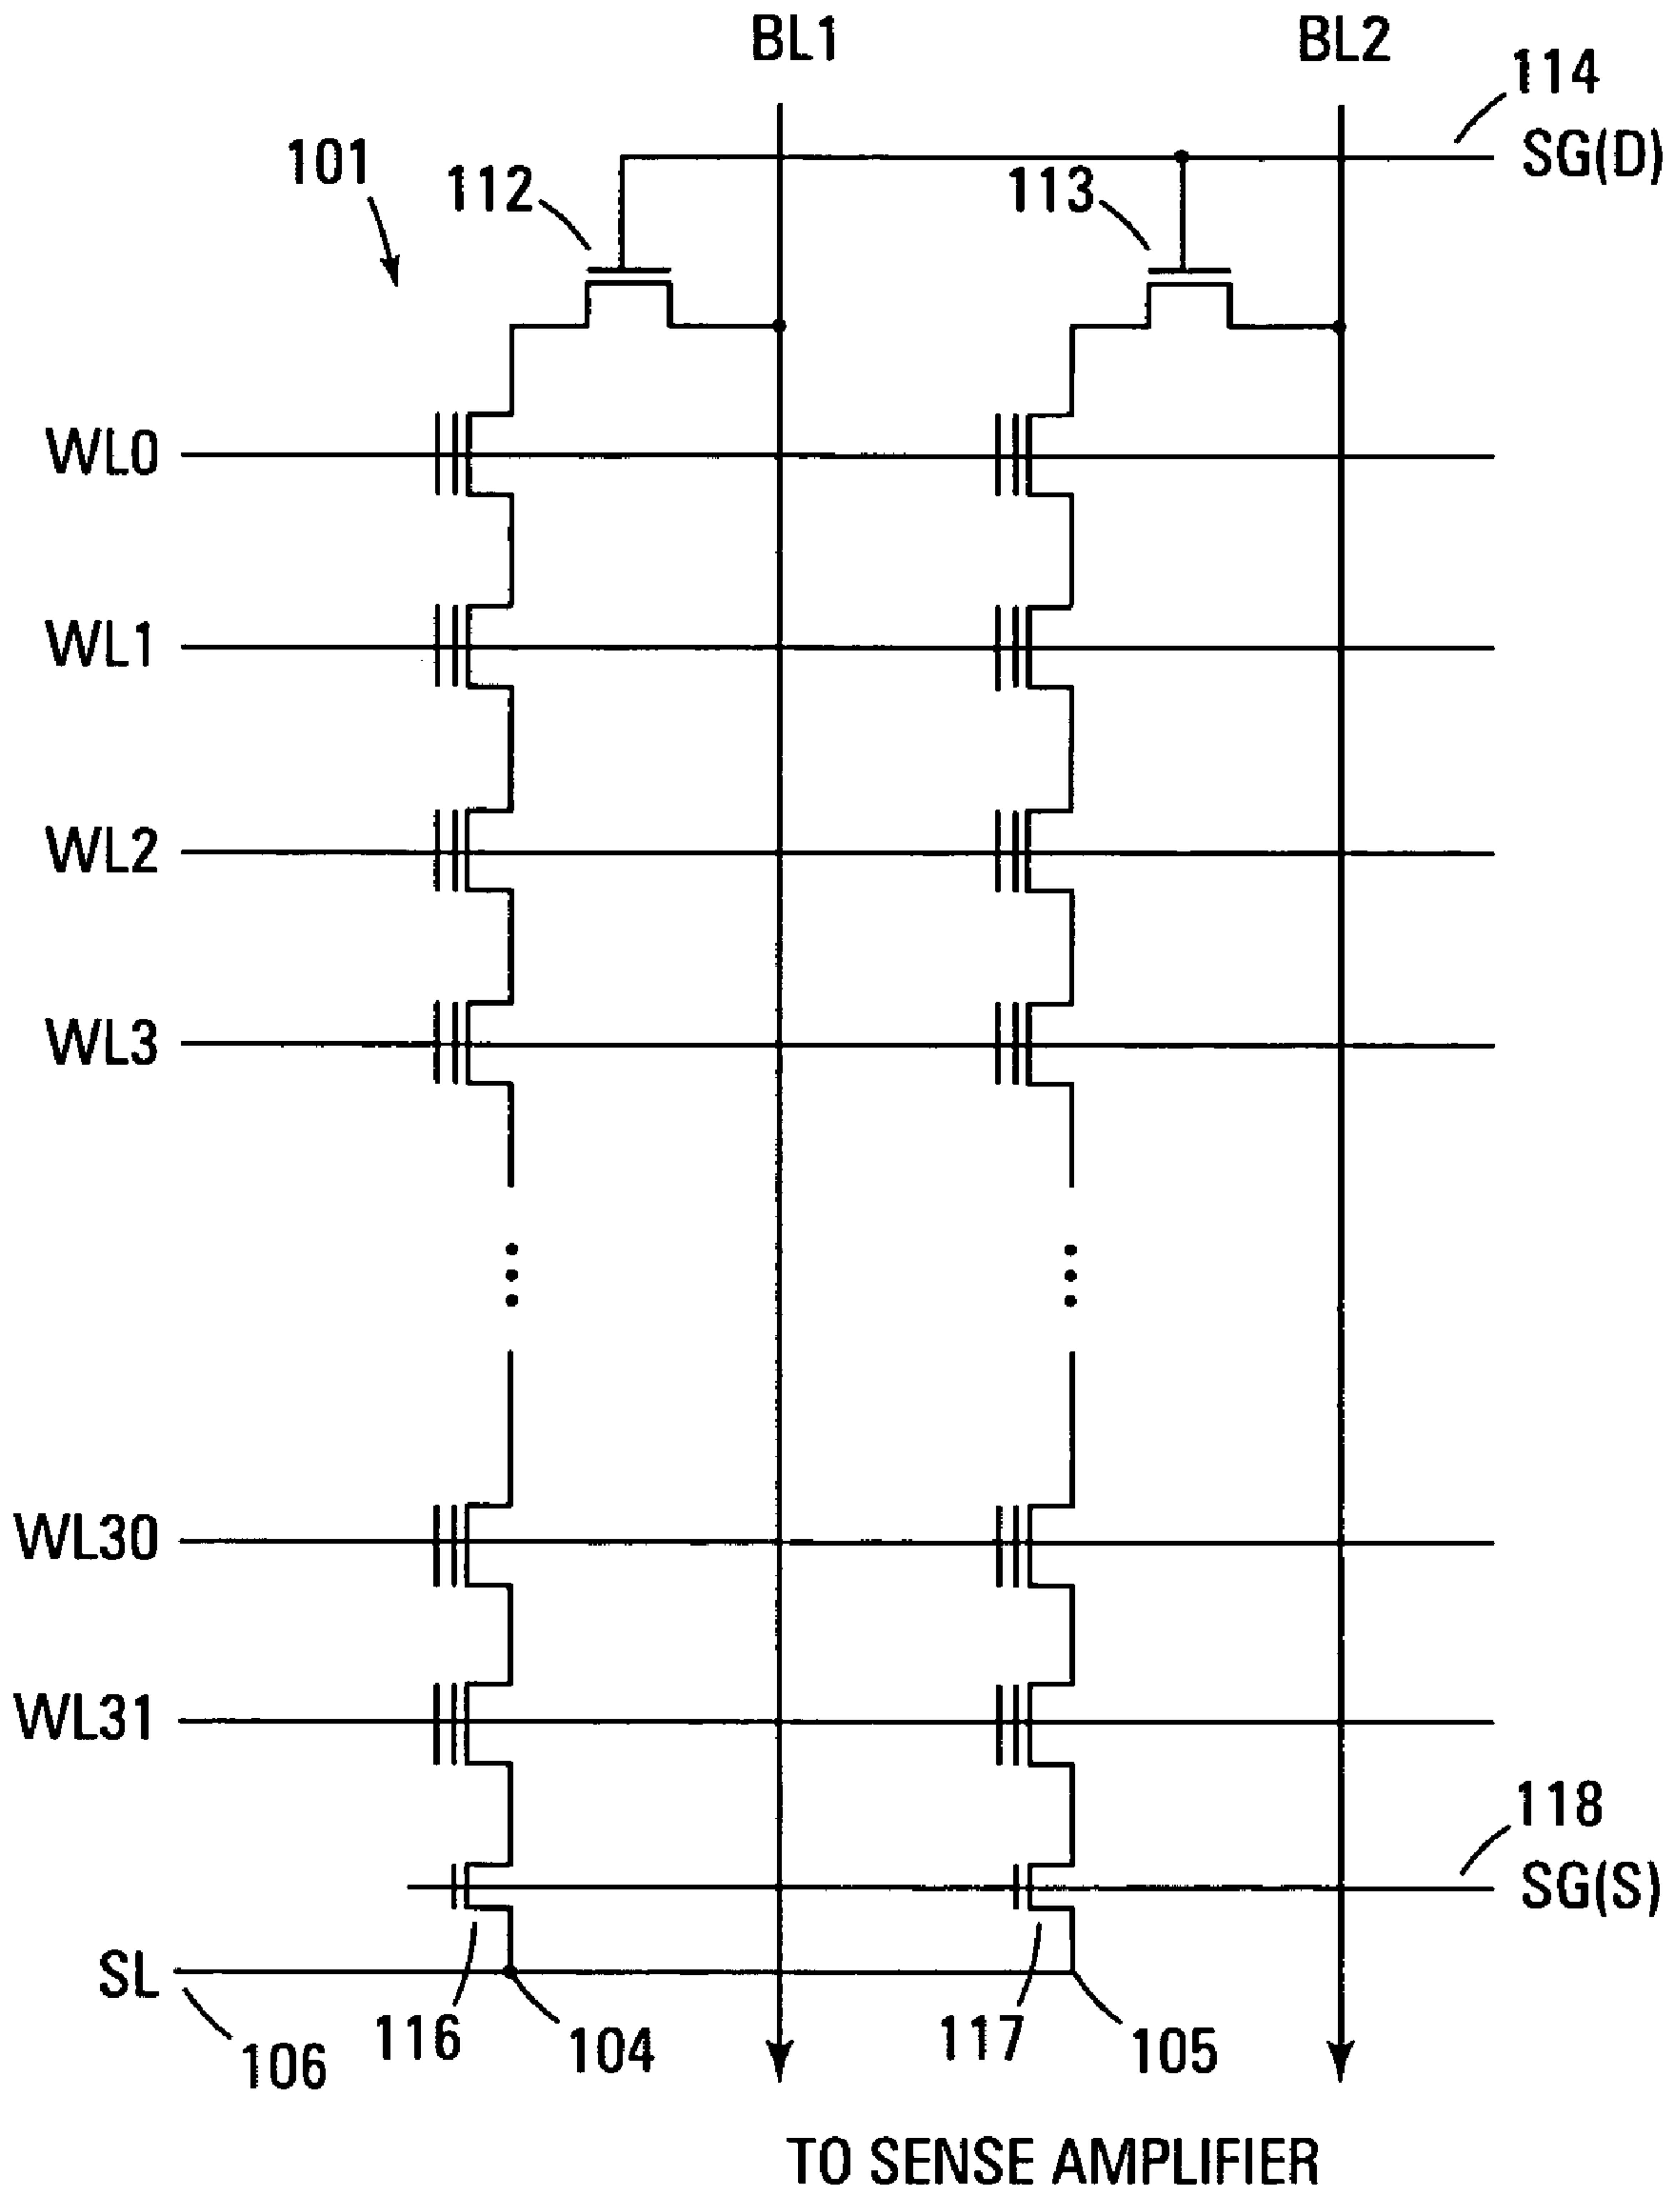 BL1
BL2
114
SG(D)
101
112
113
WL0
WL1
WL2
WL3
WL30
WL31
118
SG(S)
SL
106
116
104
117
105
TO SENSE AMPLIFIER